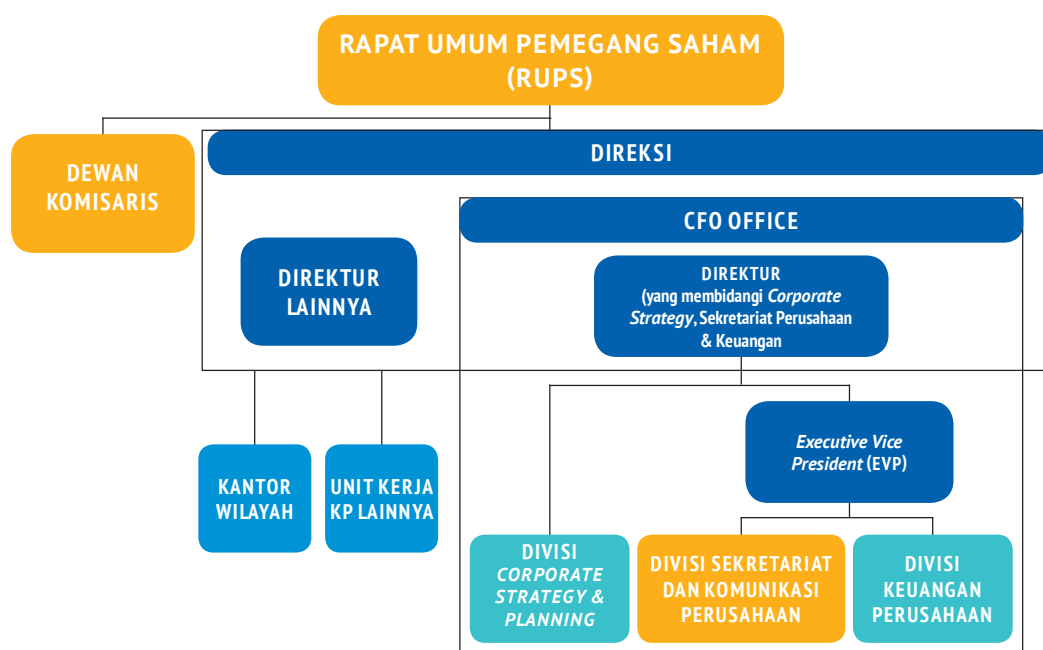 RAPAT UMUM PEMEGANG SAHAM
(RUPS)
DEWAN
KOMISARIS
DIREKSI
CFO OFFICE
DIREKTUR
LAINNYA
DIREKTUR
(yang membidangi Corporate
Strategy, Sekretariat Perusahaan
& Keuangan
Executive Vice
President (EVP)
KANTOR
WILAYAH
UNIT KERJA
KP LAINNYA
DIVISI
CORPORATE
STRATEGY &
PLANNING
DIVISI SEKRETARIAT
DAN KOMUNIKASI
PERUSAHAAN
DIVISI
KEUANGAN
PERUSAHAAN